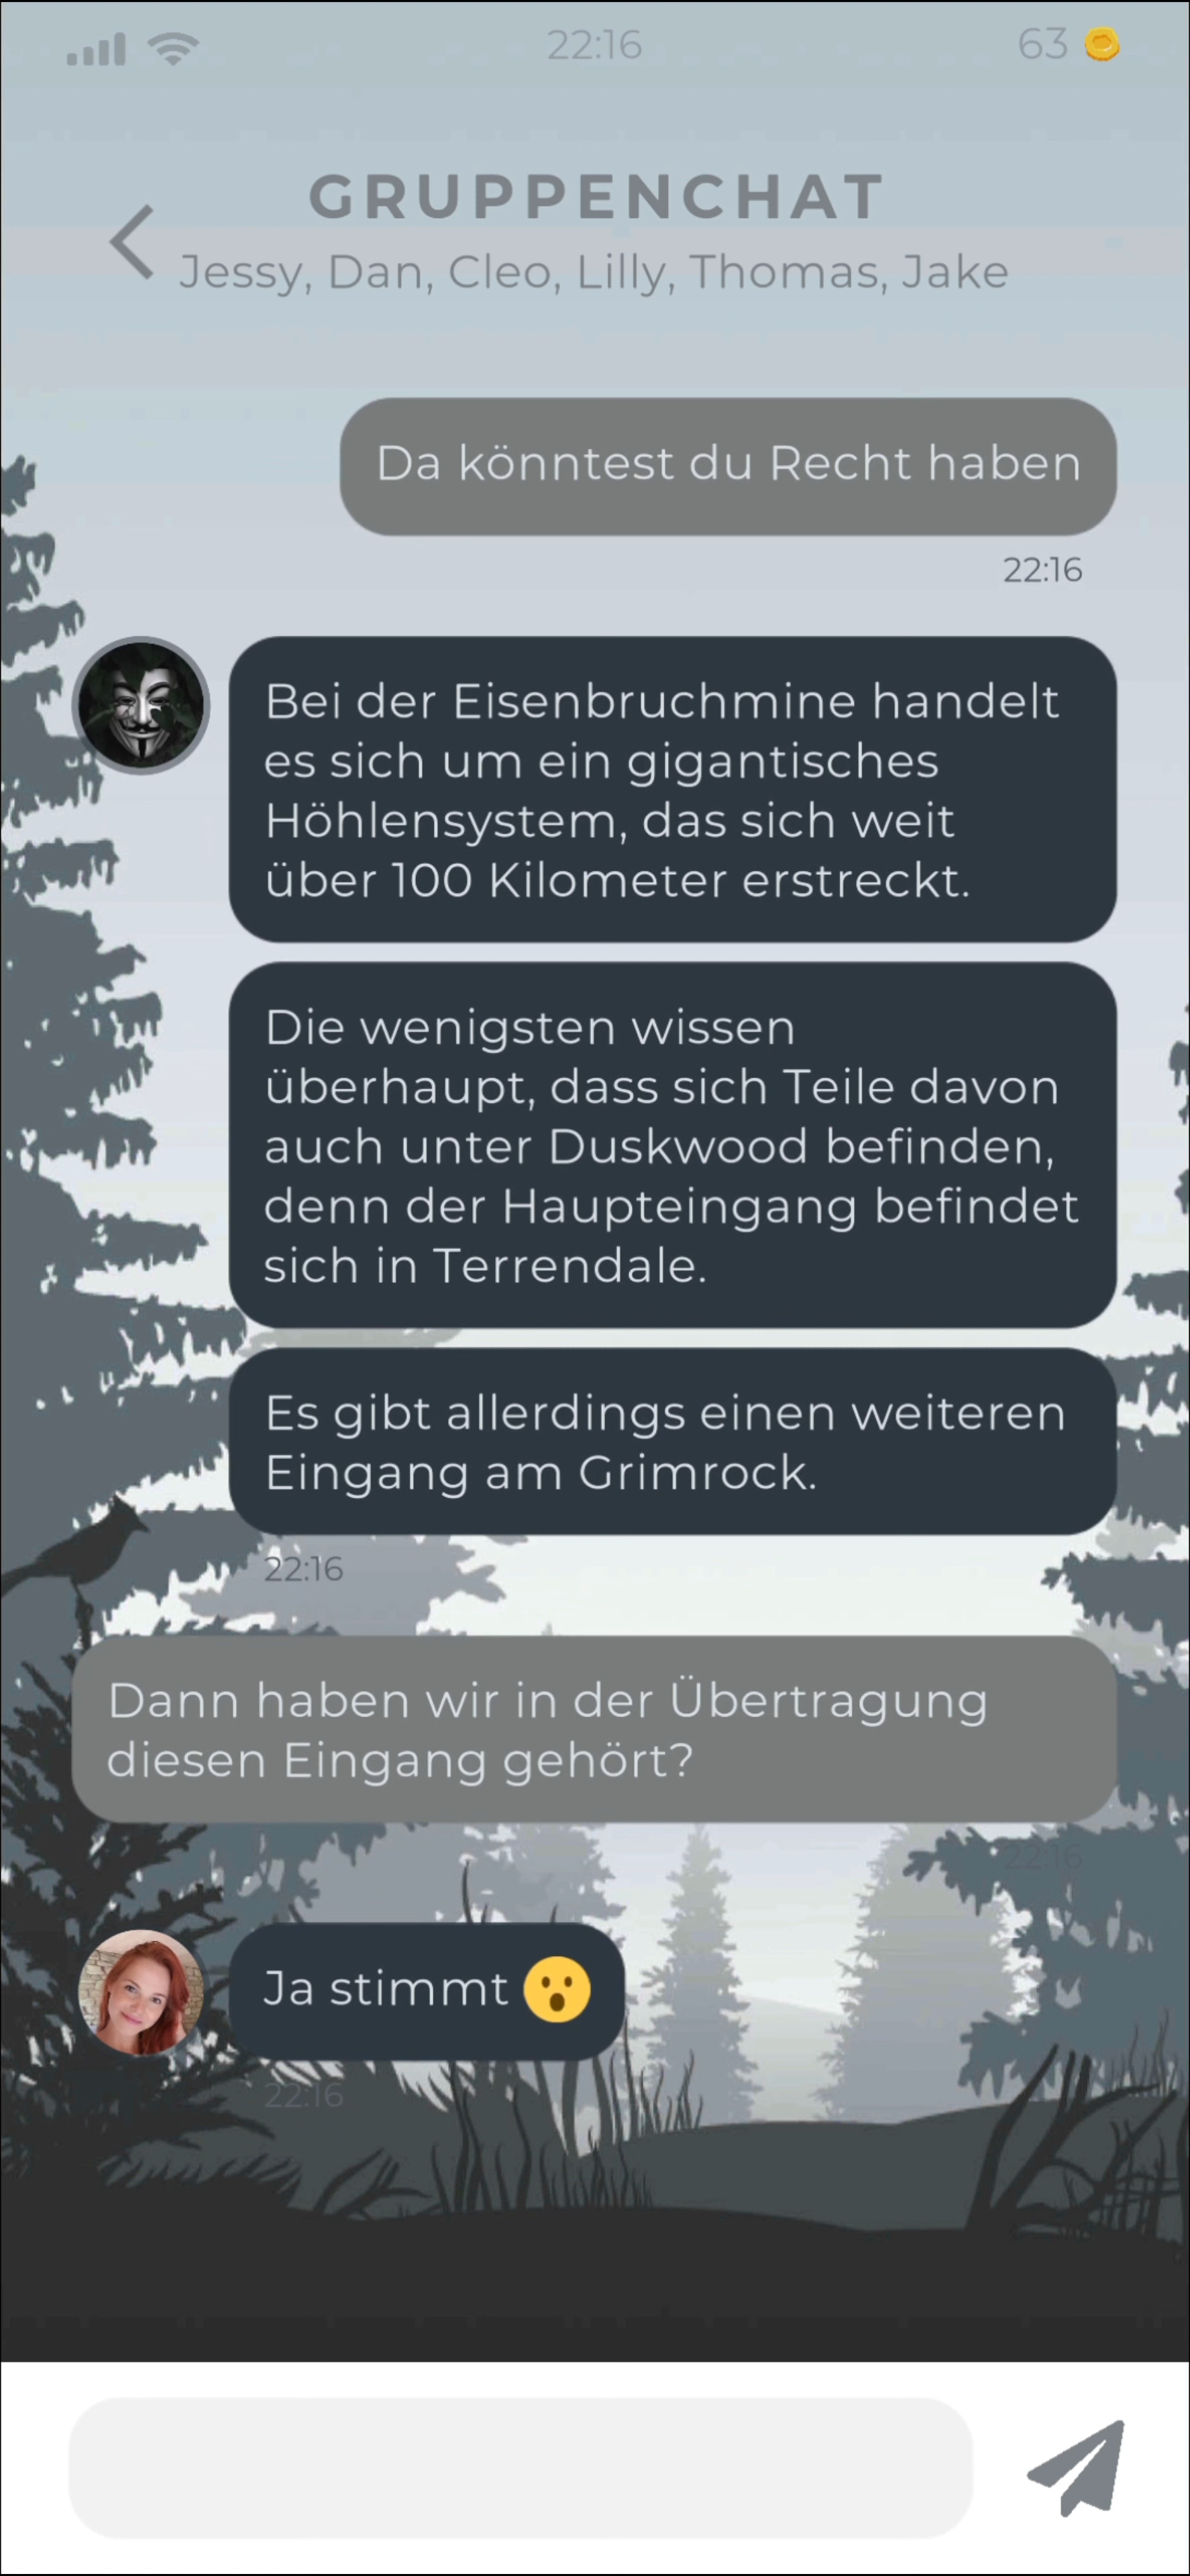 22:16
63
GRUPPENCHAT
Jessy, Dan, Cleo, Lilly, Thomas, Jake
Da könntest du Recht haben
22:16
Bei der Eisenbruchmine handelt
es sich um ein gigantisches
Höhlensystem, das sich weit
über 100 Kilometer erstreckt.
Die wenigsten wissen
überhaupt, dass sich Teile davon
auch unter Duskwood befinden,
denn der Haupteingang befindet
sich in Terrendale.
Es gibt allerdings einen weiteren
Eingang am Grimrock.
22:16
Dann haben wir in der Übertragung
diesen Eingang gehört?
22:16
Ja stimmt 😮
22:16